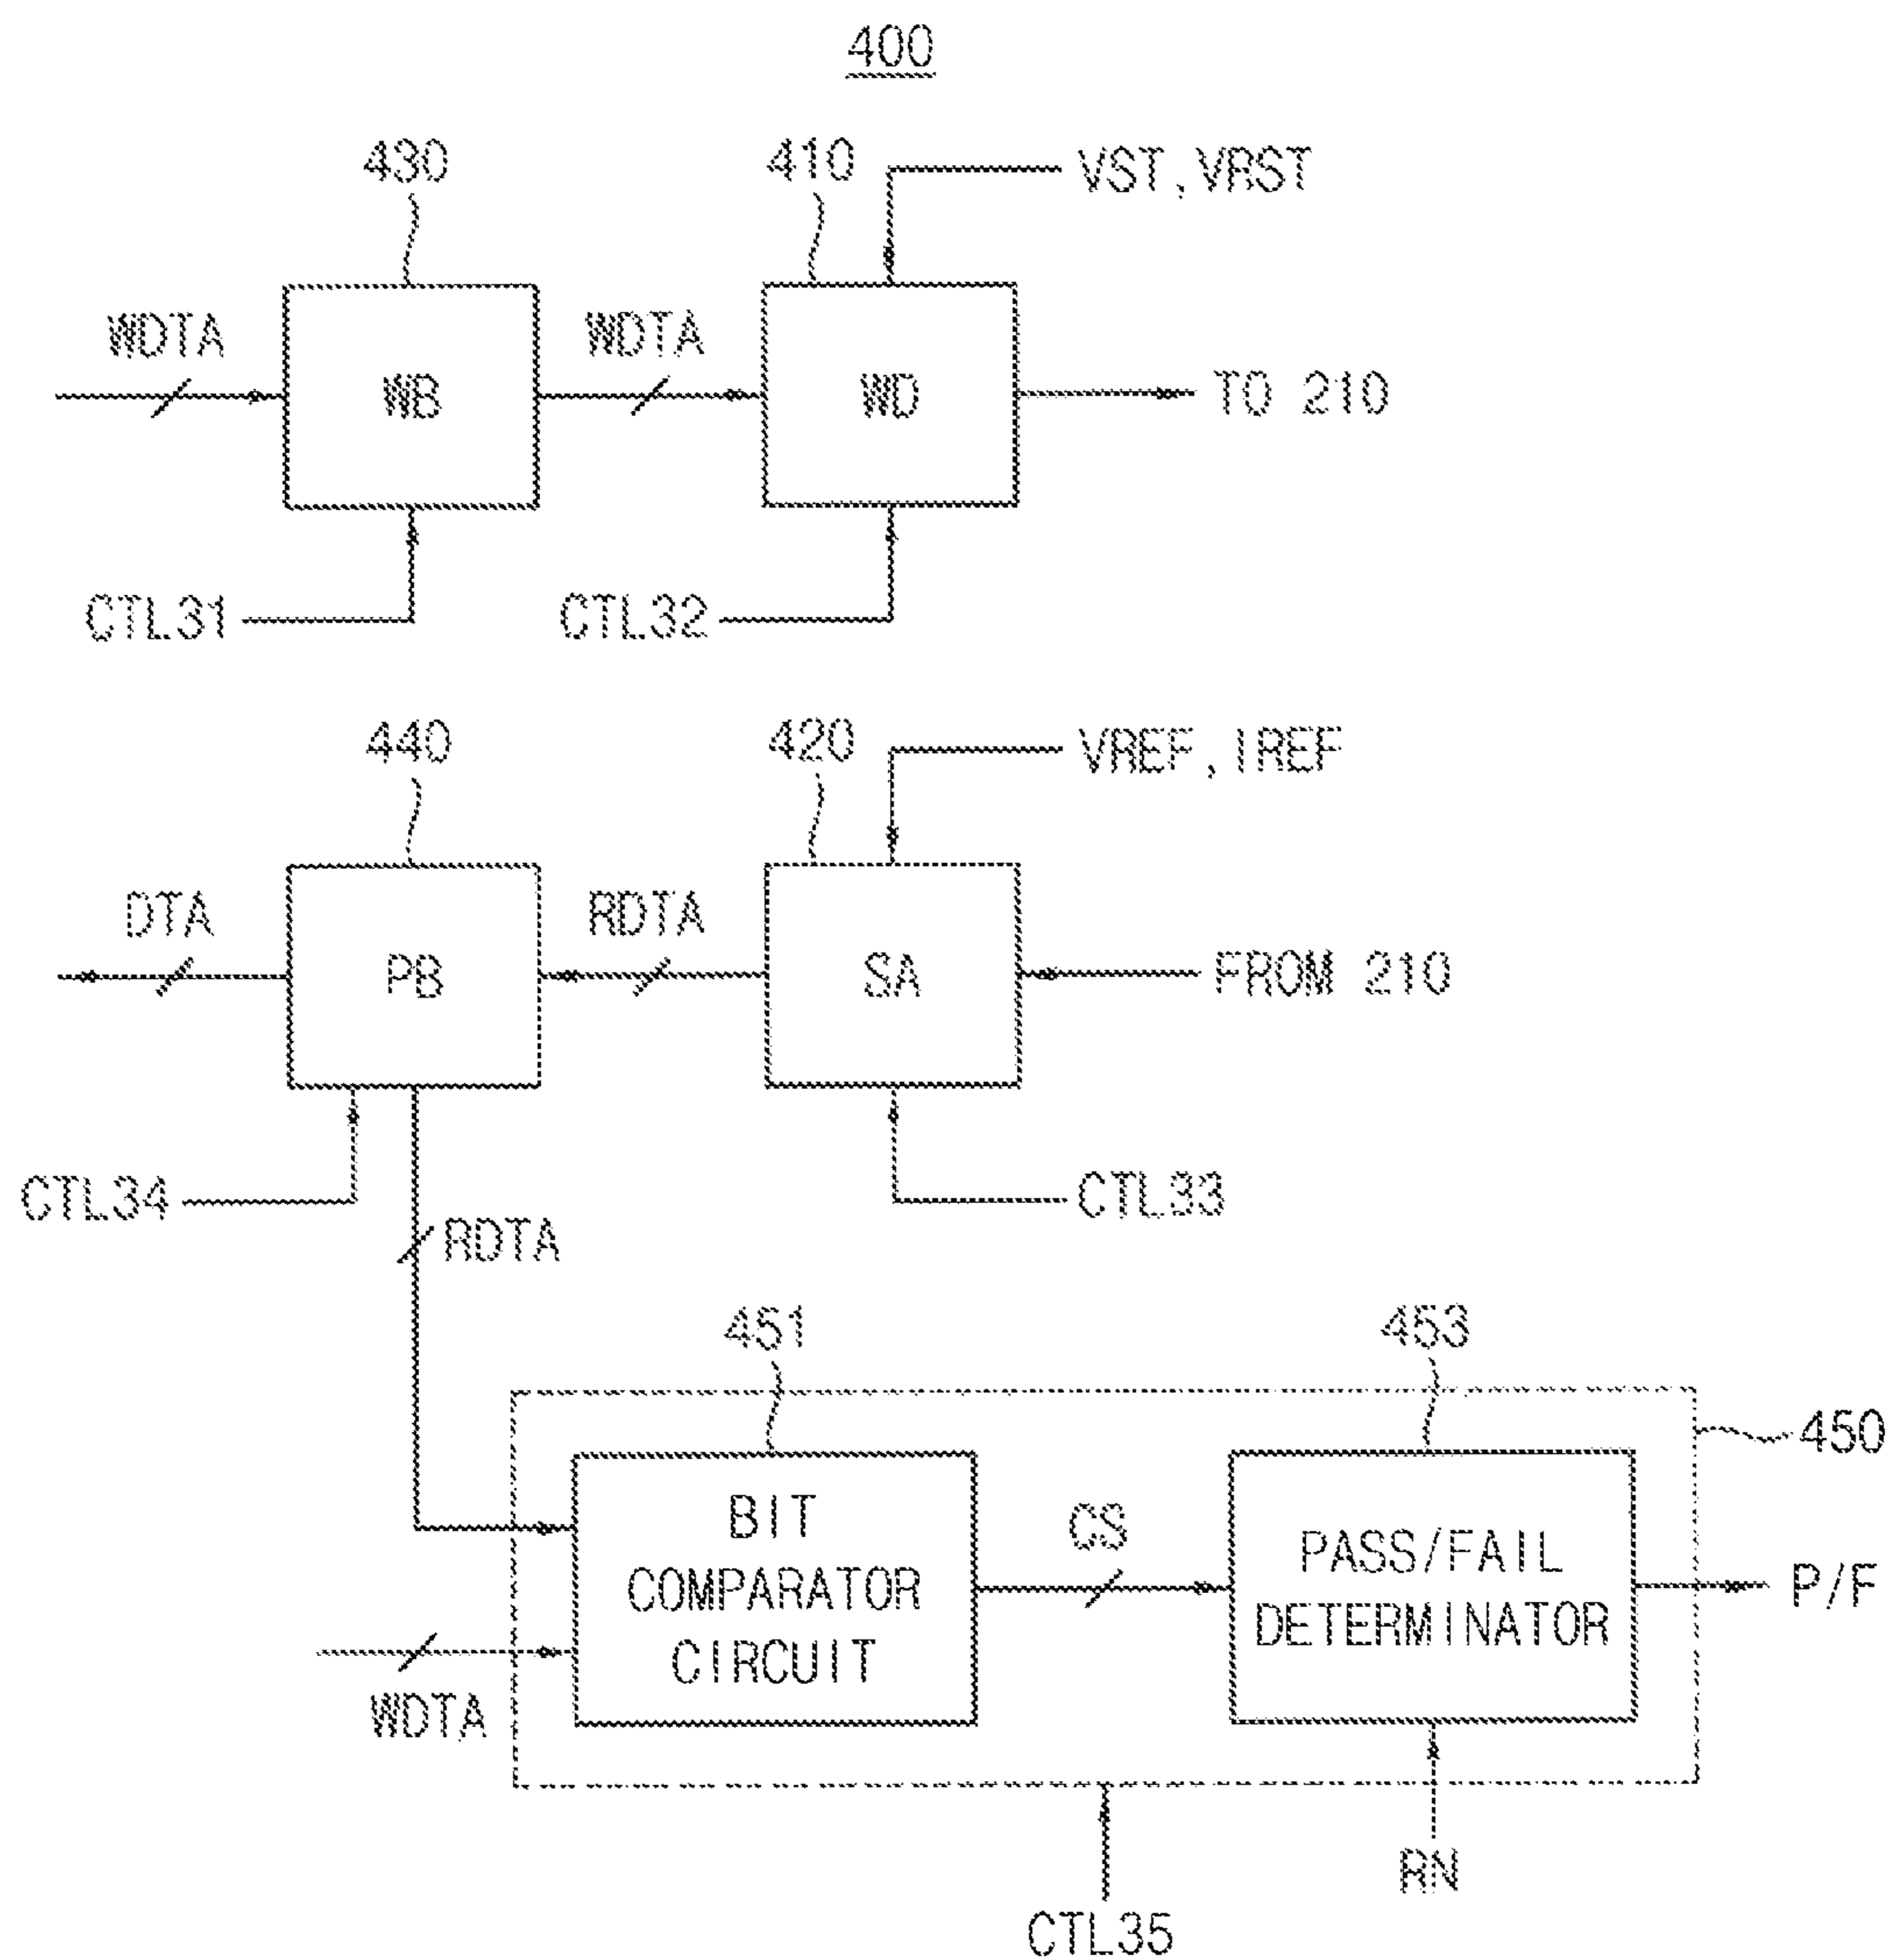 400
430
410
VST, VRST
WDTA
WB
WDTA
WD
TO 210
CTL31
CTL32
440
420
VREF, IREF
DTA
PB
RDTA
SA
FROM 210
CTL34
CTL33
RDTA
451
453
450
BIT
COMPARATOR
CIRCUIT
CS
PASS/FAIL
DETERMINATOR
P/F
WDTA
RN
CTL35